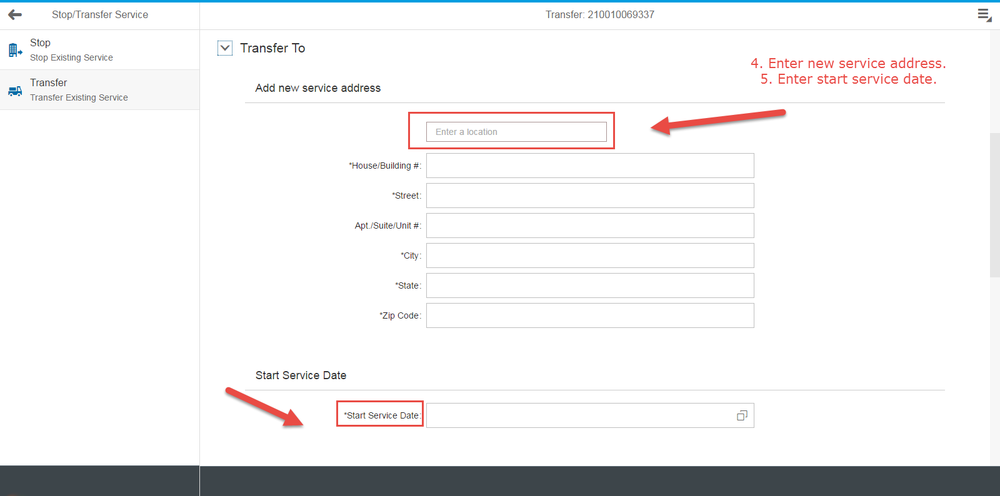 Stop/Transfer Service
Transfer: 210010069337
Stop
Stop Existing Service
Transfer
Transfer Existing Service
Transfer To
4. Enter new service address.
5. Enter start service date.
Add new service address
Enter a location
*House/Building #:
*Street:
Apt./Suite/Unit #:
*City:
*State:
*Zip Code:
Start Service Date
*Start Service Date: